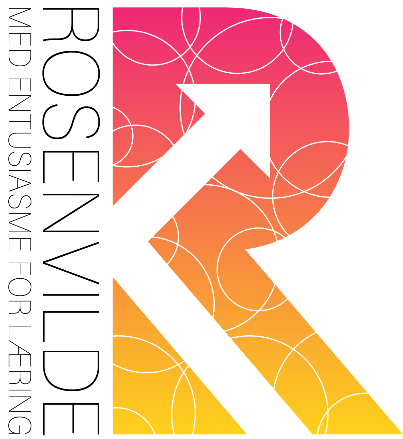 ROSENVILDE
MED ENTUSIASME FOR LÆRING